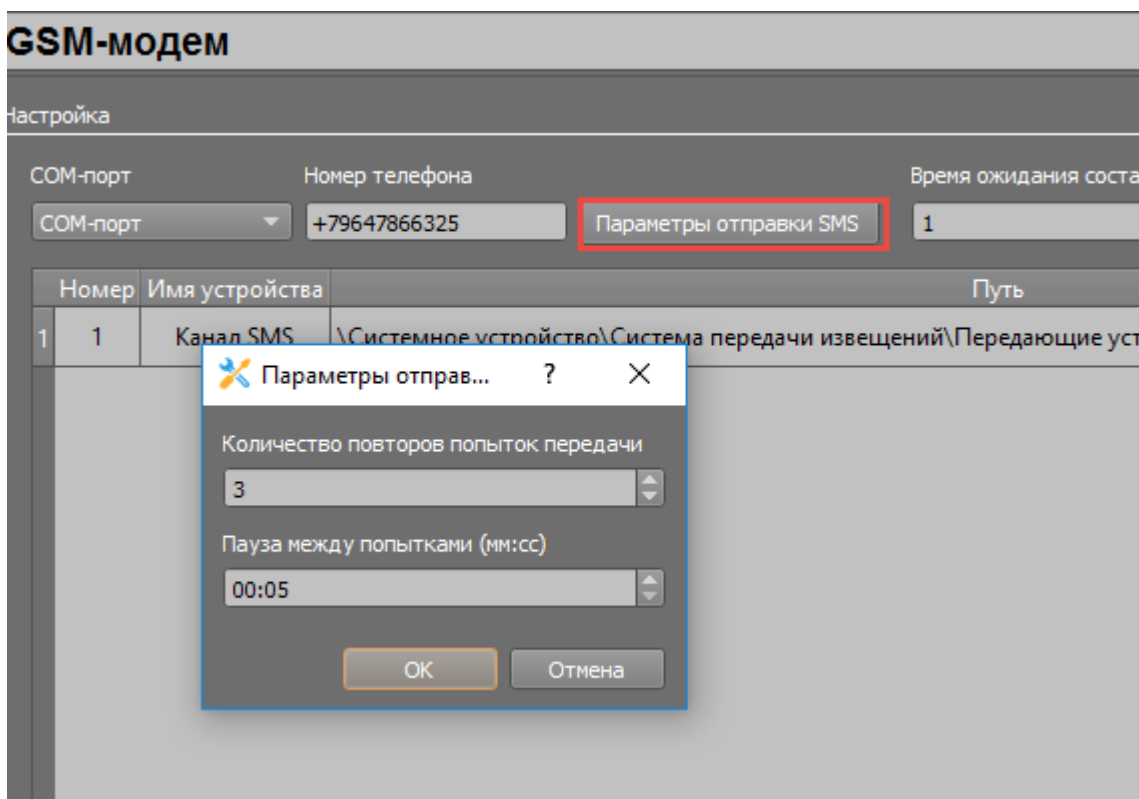 GSM-модем
Настройка
COM-порт Номер телефона Время ожидания соста
COM-порт +79647866325 Параметры отправки SMS 1
Номер Имя устройства Путь
1 1 Канал SMS \Системное устройство\Система передачи извещений\Передающие уст
Параметры отправ... ?
Количество повторов попыток передачи
3
Пауза между попытками (мм:сс)
00:05
OK Отмена